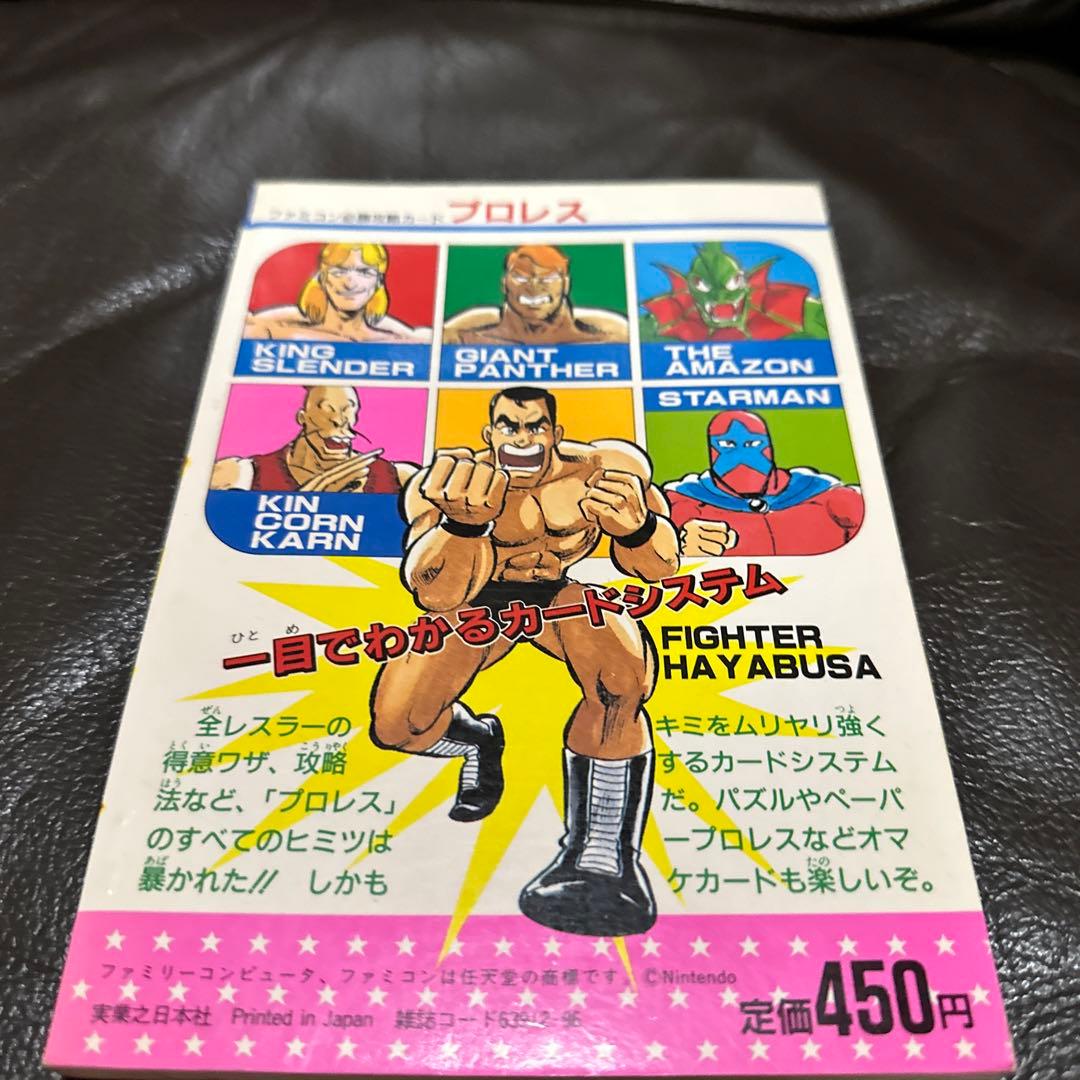 ファミコン必勝攻略カード プロレス
KING
SLENDER
GIANT
PANTHER
THE
AMAZON
STARMAN
KIN
CORN
KARN
一目でわかるカードシステム
FIGHTER
HAYABUSA
全レスラーの
得意ワザ、攻略
法など、「プロレス」
のすべてのヒミツは
暴かれた!! しかも
キミをムリヤリ強く
するカードシステム
だ。パズルやペーパ
ープロレスなどオマ
ケカードも楽しいぞ。
ファミリーコンピュータ、ファミコンは任天堂の商標です。©Nintendo
実業之日本社 Printed in Japan 雑誌コード63912-96
定価450円